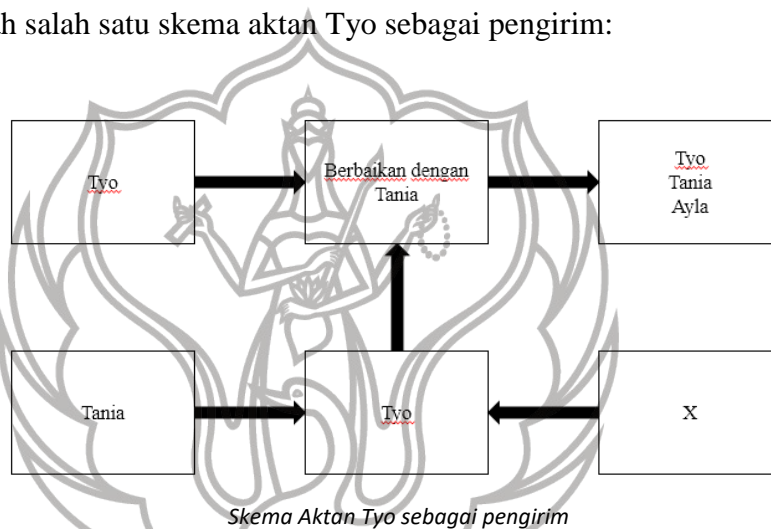 h salah satu skema aktan Tyo sebagai pengirim:
Tyo
Berbaikan dengan
Tania
Tyo
Tania
Ayla
Tania
Tyo
X
Skema Aktan Tyo sebagai pengirim